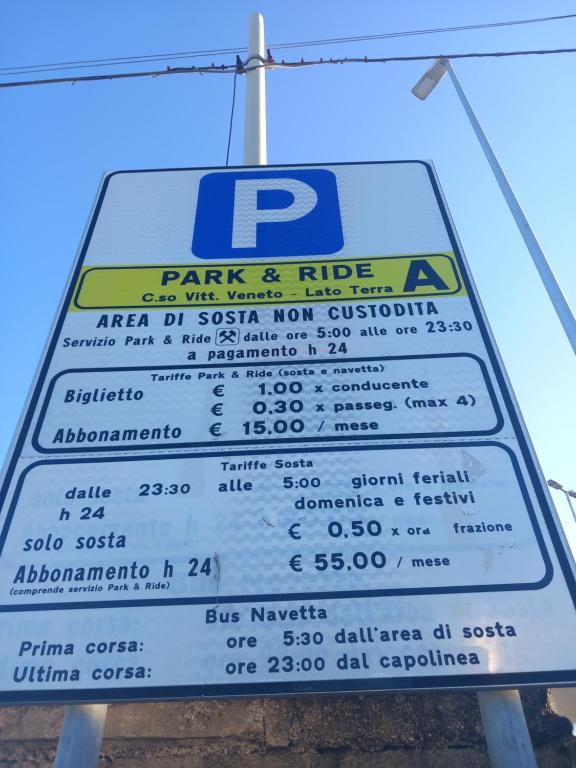 P
PARK & RIDE A
C.so Vitt. Veneto - Lato Terra
AREA DI SOSTA NON CUSTODITA
Servizio Park & Ride dalle ore 5:00 alle ore 23:30
a pagamento h 24
Tariffe Park & Ride (sosta e navetta)
Biglietto € 1.00 x conducente
€ 0.30 x passeg. (max 4)
Abbonamento € 15.00 / mese
Tariffe Sosta
dalle 23:30 alle 5:00 giorni feriali
h 24 domenica e festivi
solo sosta € 0.50 x ora frazione
Abbonamento h 24 € 55.00 / mese
(comprende servizio Park & Ride)
Bus Navetta
Prima corsa: ore 5:30 dall'area di sosta
Ultima corsa: ore 23:00 dal capolinea